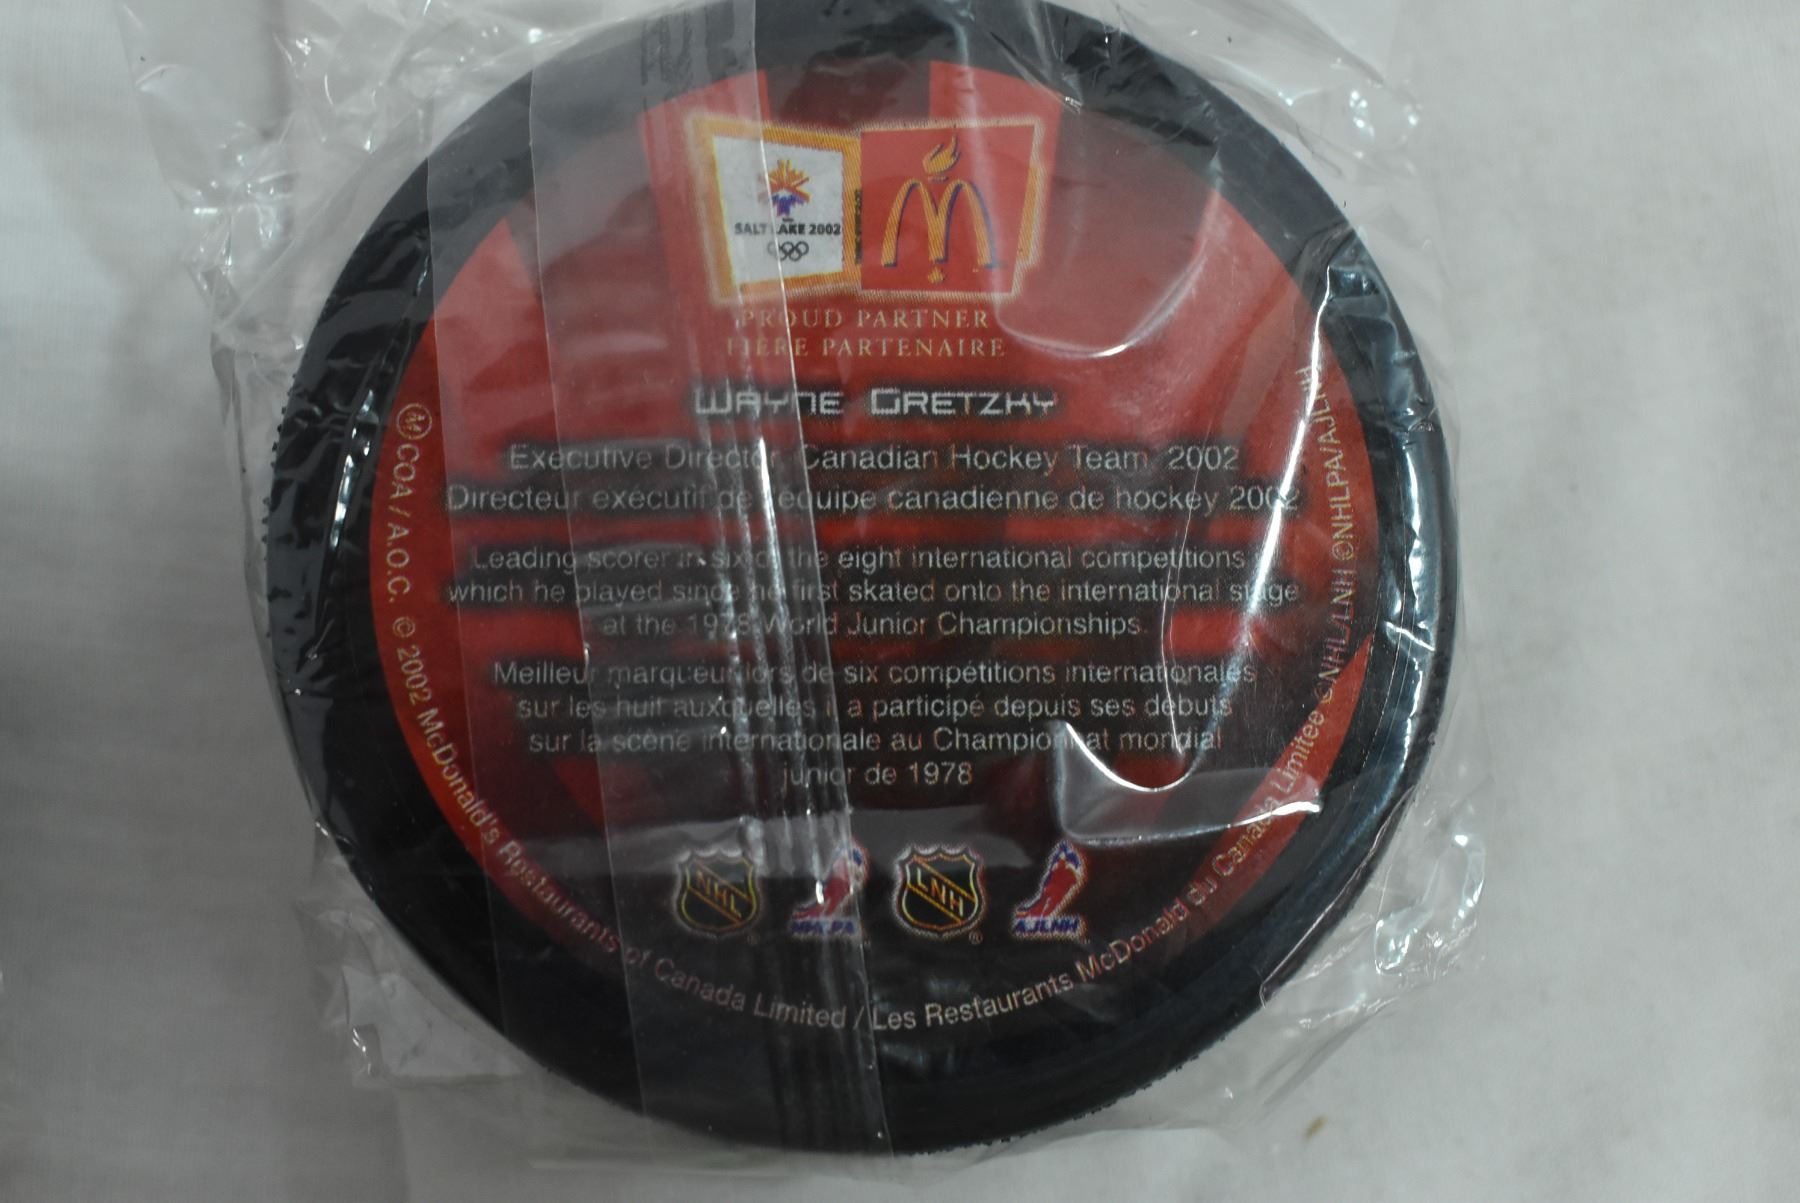 SALT LAKE 2002
PROUD PARTNER
FIÈRE PARTENAIRE
WAYNE GRETZKY
Executive Director, Canadian Hockey Team 2002
Directeur exécutif de l'équipe canadienne de hockey 2002
Leading scorer in six of the eight international competitions
which he played since he first skated onto the international stage
at the 1978 World Junior Championships.
Meilleur marqueur lors de six compétitions internationales
sur les huit auxquelles il a participé depuis ses débuts
sur la scène internationale au Championnat mondial
junior de 1978
NHL
NHLPA
LNH
AJLNH
COA / A.O.C. © 2002 McDonald's Restaurants of Canada Limited / Les Restaurants McDonald du Canada Limitée ©NHL/LNH ©NHLPA/AJLNH